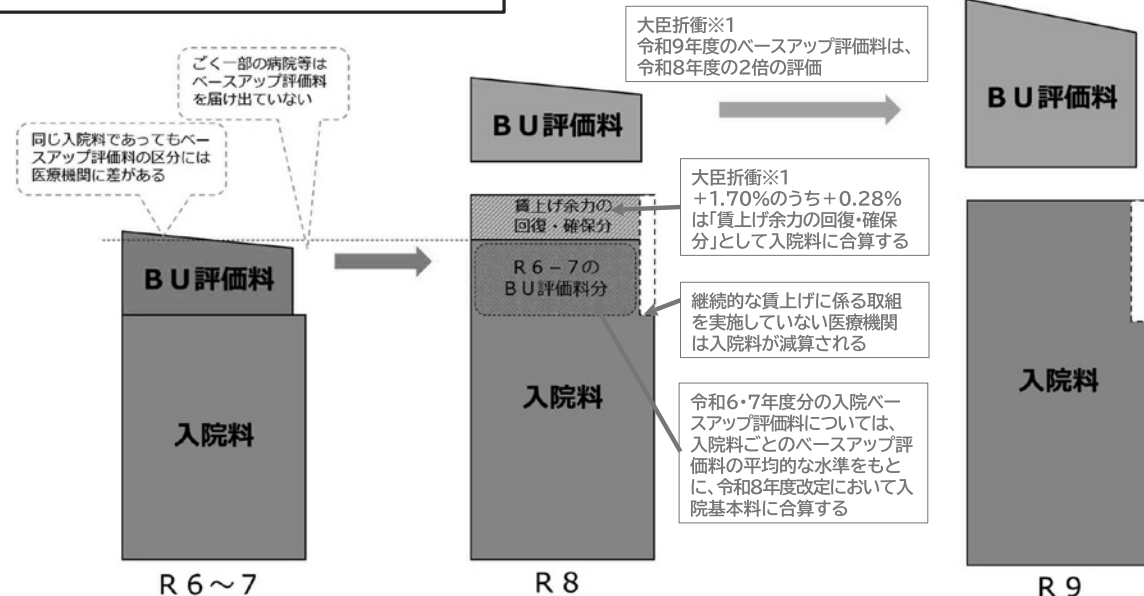 ごく一部の病院等は
ベースアップ評価料
を届け出ていない
同じ入院料であってもベー
スアップ評価料の区分には
医療機関に差がある
BU評価料
入院料
R6~7
大臣折衝※1
令和9年度のベースアップ評価料は、
令和8年度の2倍の評価
BU評価料
賃上げ余力の
回復・確保分
R6-7の
BU評価料分
入院料
R8
大臣折衝※1
+1.70%のうち+0.28%
は「賃上げ余力の回復・確保
分」として入院料に合算する
継続的な賃上げに係る取組
を実施していない医療機関
は入院料が減算される
令和6・7年度分の入院ベー
スアップ評価料については、
入院料ごとのベースアップ評
価料の平均的な水準をもと
に、令和8年度改定において入
院基本料に合算する
BU評価料
入院料
R9